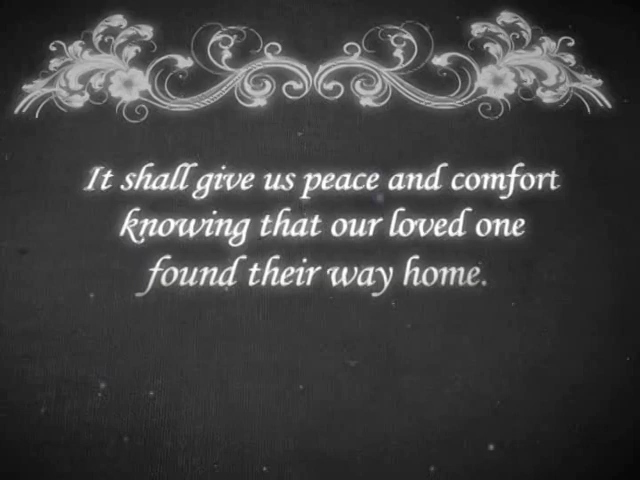 It shall give us peace and comfort
knowing that our loved one
found their way home.